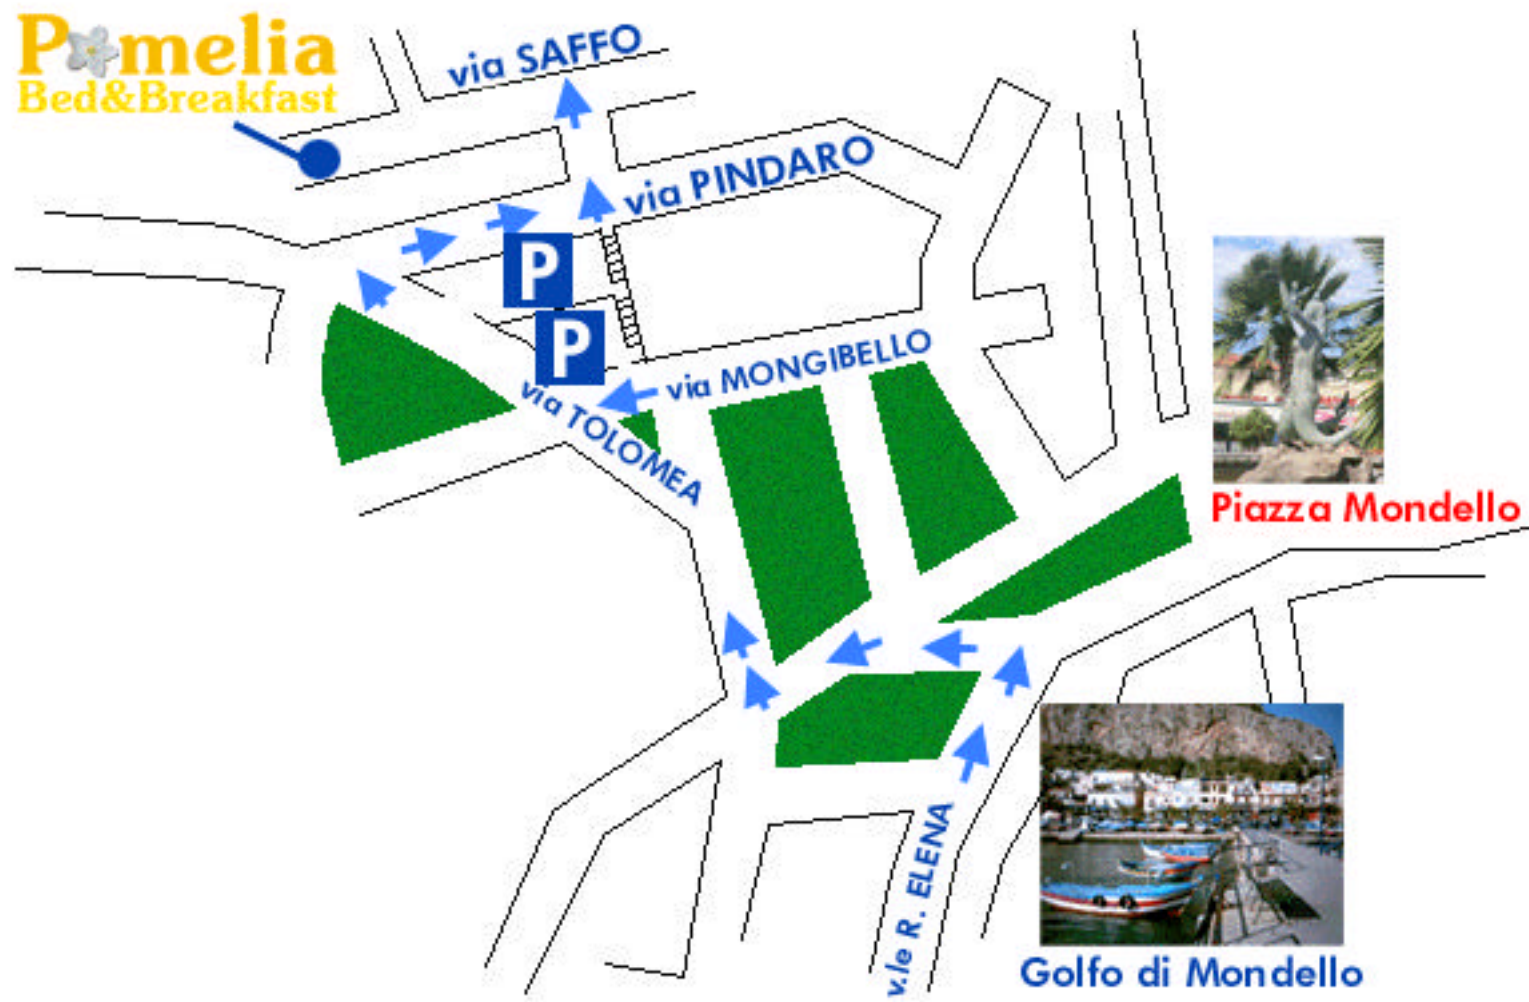 Pomelia
Bed&Breakfast
via SAFFO
via PINDARO
P
P
via MONGIBELLO
via TOLOMEA
Piazza Mondello
v.le R. ELENA
Golfo di Mondello